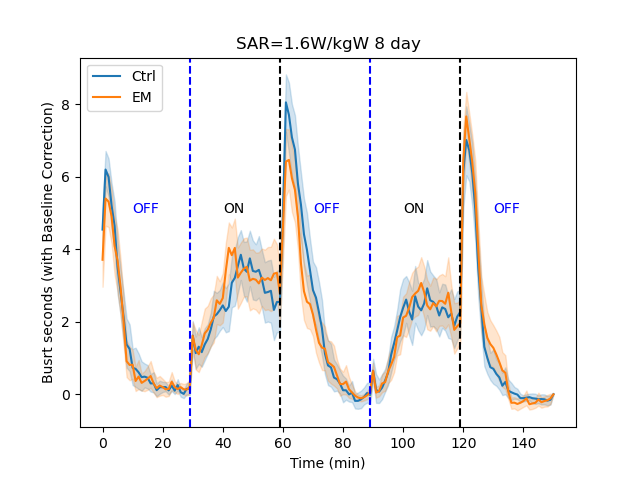 SAR=1.6W/kgW 8 day
Ctrl
EM
OFF
ON
OFF
ON
OFF
Busrt seconds (with Baseline Correction)
8
6
4
2
0
0 20 40 60 80 100 120 140
Time (min)